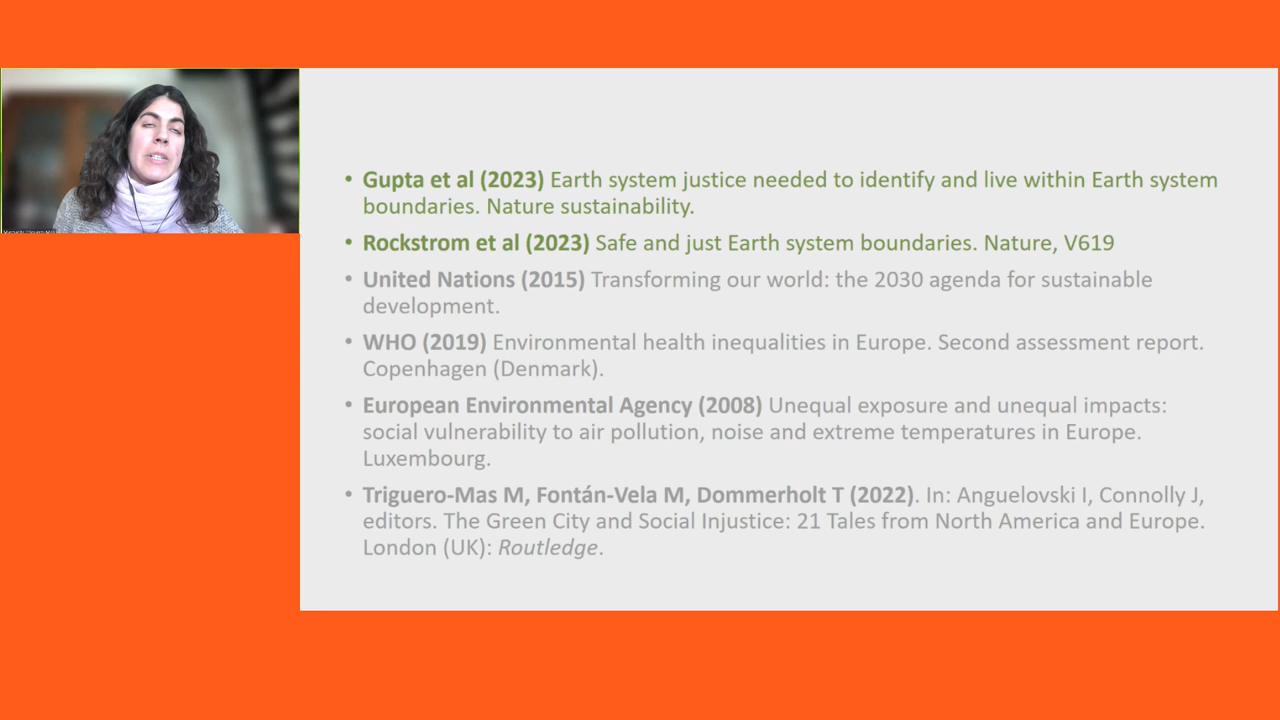 • Gupta et al (2023) Earth system justice needed to identify and live within Earth system
boundaries. Nature sustainability.
• Rockstrom et al (2023) Safe and just Earth system boundaries. Nature, V619
• United Nations (2015) Transforming our world: the 2030 agenda for sustainable
development.
• WHO (2019) Environmental health inequalities in Europe. Second assessment report.
Copenhagen (Denmark).
• European Environmental Agency (2008) Unequal exposure and unequal impacts:
social vulnerability to air pollution, noise and extreme temperatures in Europe.
Luxembourg.
• Triguero-Mas M, Fontán-Vela M, Dommerholt T (2022). In: Anguelovski I, Connolly J,
editors. The Green City and Social Injustice: 21 Tales from North America and Europe.
London (UK): Routledge.